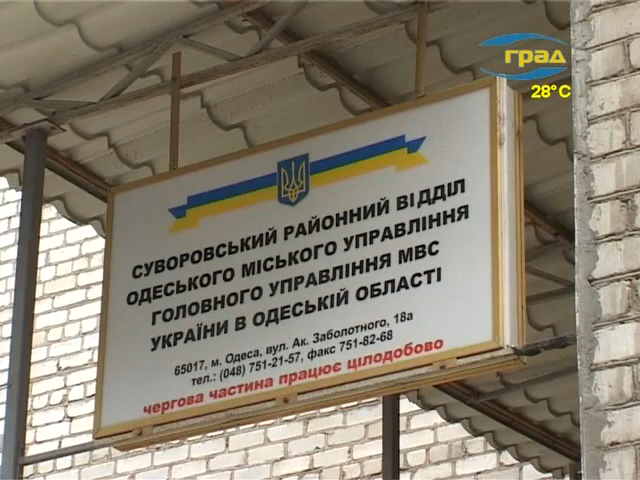 град
28°C
СУВОРОВСЬКИЙ РАЙОННИЙ ВІДДІЛ
ОДЕСЬКОГО МІСЬКОГО УПРАВЛІННЯ
ГОЛОВНОГО УПРАВЛІННЯ МВС
УКРАЇНИ В ОДЕСЬКІЙ ОБЛАСТІ
65017, м. Одеса, вул. Ак. Заболотного, 18а
тел.: (048) 751-21-57, факс 751-82-68
чергова частина працює цілодобово